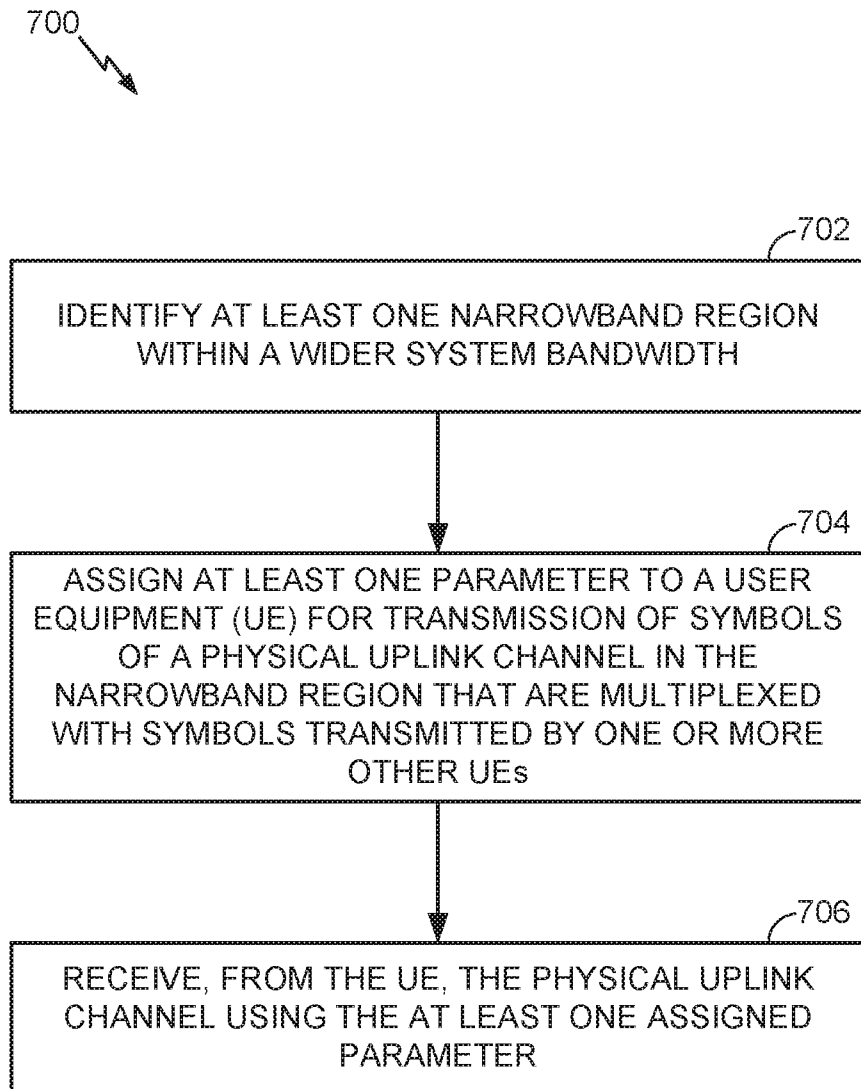 700
702
IDENTIFY AT LEAST ONE NARROWBAND REGION
WITHIN A WIDER SYSTEM BANDWIDTH
704
ASSIGN AT LEAST ONE PARAMETER TO A USER
EQUIPMENT (UE) FOR TRANSMISSION OF SYMBOLS
OF A PHYSICAL UPLINK CHANNEL IN THE
NARROWBAND REGION THAT ARE MULTIPLEXED
WITH SYMBOLS TRANSMITTED BY ONE OR MORE
OTHER UEs
706
RECEIVE, FROM THE UE, THE PHYSICAL UPLINK
CHANNEL USING THE AT LEAST ONE ASSIGNED
PARAMETER